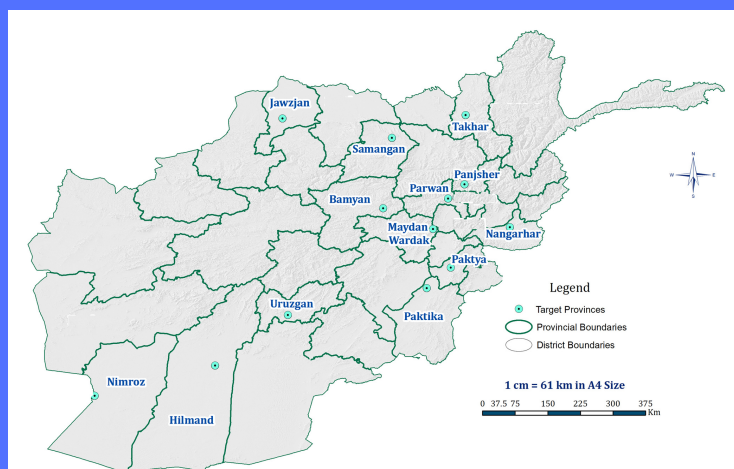 Jawzjan
Takhar
Samangan
Panjsher
Parwan
Bamyan
Maydan
Wardak
Nangarhar
Paktya
Uruzgan
Paktika
Nimroz
Hilmand
N
W E
S
Legend
Target Provinces
Provincial Boundaries
District Boundaries
1 cm = 61 km in A4 Size
0 37.5 75 150 225 300 375
Km